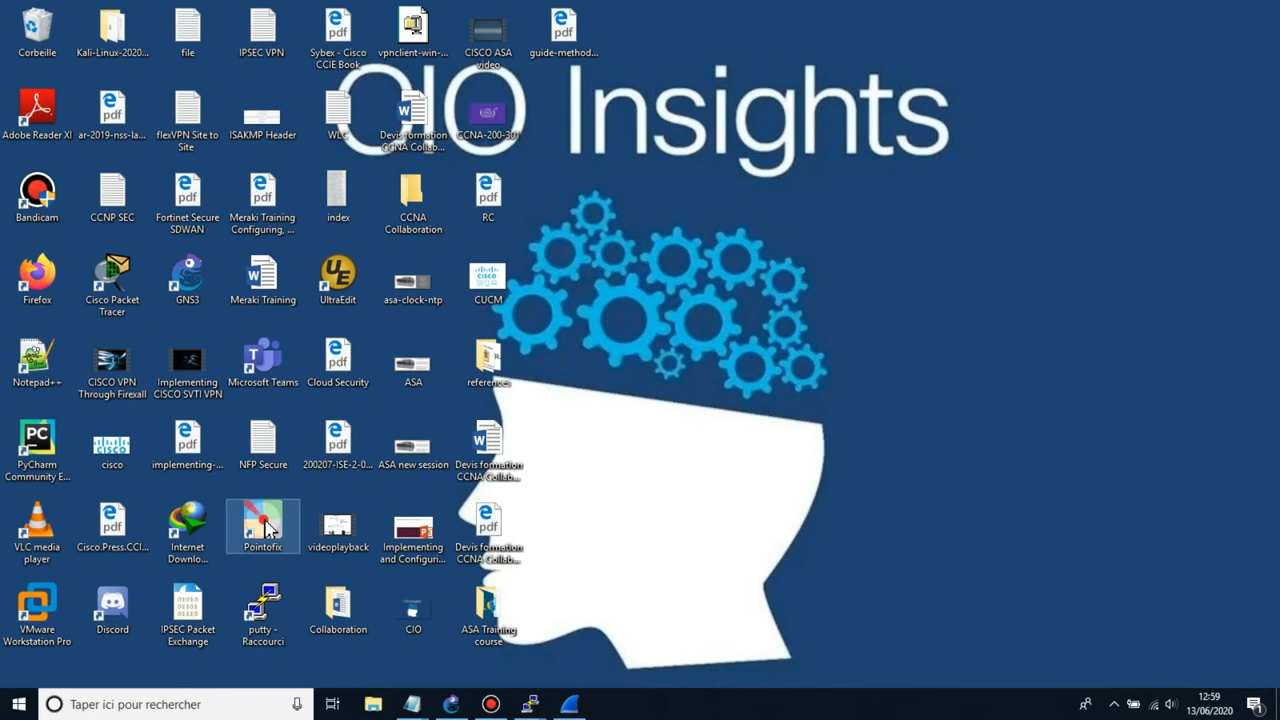 Corbeille
Kali-Linux-2020...
file
IPSEC VPN
Sybex - Cisco
CCIE Book
vpnclient-win-...
CISCO ASA
video
guide-method...
CIO Insights
Adobe Reader XI
ar-2019-nss-la...
flexVPN Site to
Site
ISAKMP Header
WLC
Devis formation
CCNA Collab...
CCNA-200-301
Bandicam
CCNP SEC
Fortinet Secure
SDWAN
Meraki Training
Configuring, ...
index
CCNA
Collaboration
RC
Firefox
Cisco Packet
Tracer
GNS3
Meraki Training
UltraEdit
asa-clock-ntp
CUCM
Notepad++
CISCO VPN
Through Firexall
Implementing
CISCO SVTI VPN
Microsoft Teams
Cloud Security
ASA
references
PyCharm
Community E...
cisco
implementing-...
NFP Secure
200207-ISE-2-0...
ASA new session
Devis formation
CCNA Collab...
VLC media
player
Cisco.Press.CCI...
Internet
Downlo...
Pointofix
videoplayback
Implementing
and Configuri...
Devis formation
CCNA Collab...
VMware
Workstation Pro
Discord
IPSEC Packet
Exchange
putty -
Raccourci
Collaboration
CIO
ASA Training
course
Taper ici pour rechercher
12:59
13/06/2020